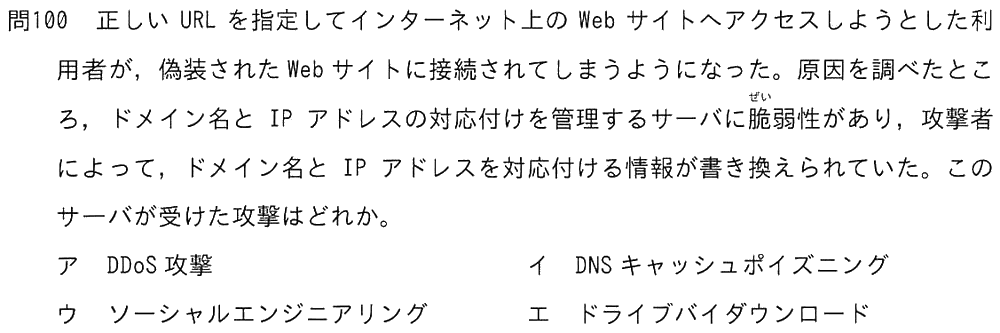 問100 正しい URL を指定してインターネット上の Web サイトへアクセスしようとした利
用者が，偽装された Web サイトに接続されてしまうようになった。原因を調べたとこ
ぜい
ろ，ドメイン名と IP アドレスの対応付けを管理するサーバに脆弱性があり，攻撃者
によって，ドメイン名と IP アドレスを対応付ける情報が書き換えられていた。この
サーバが受けた攻撃はどれか。
ア DDoS 攻撃 イ DNS キャッシュポイズニング
ウ ソーシャルエンジニアリング エ ドライブバイダウンロード